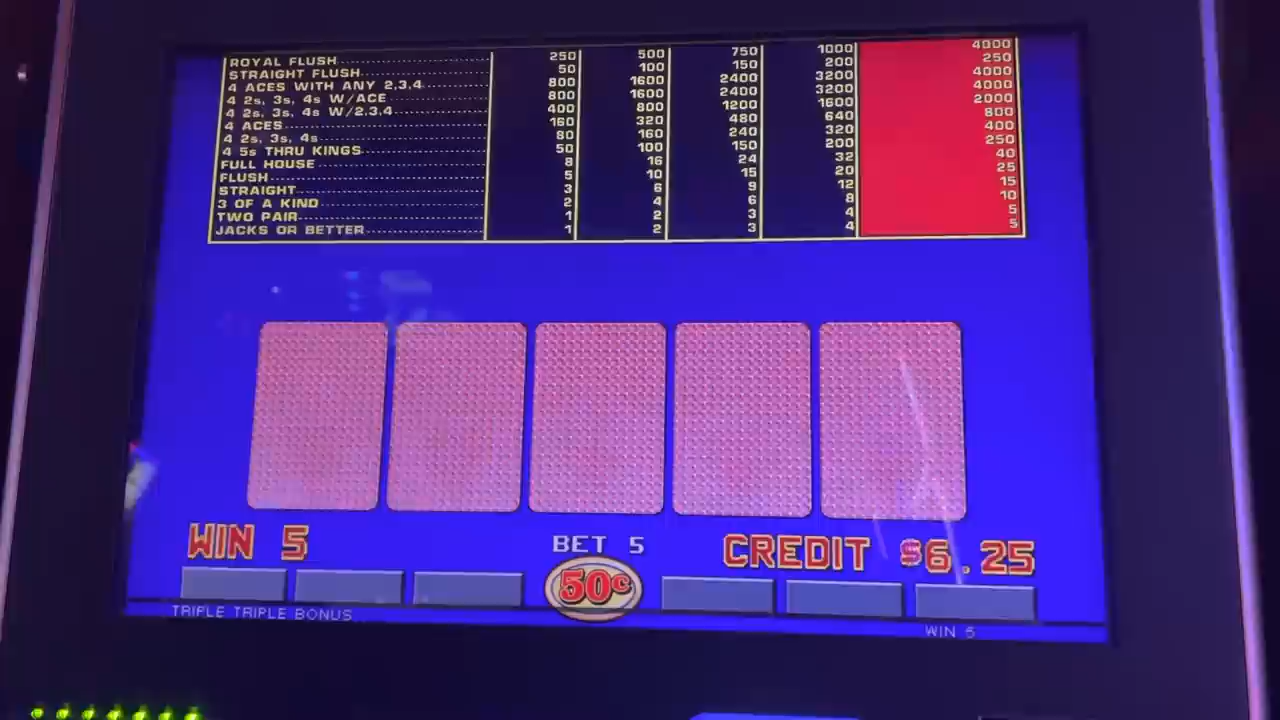 ROYAL FLUSH 250 500 750 1000 4000
STRAIGHT FLUSH 50 100 150 200 250
4 ACES WITH ANY 2,3,4 800 1600 2400 3200 4000
4 2s, 3s, 4s W/ACE 800 1600 2400 3200 4000
4 2s, 3s, 4s W/2,3,4 400 800 1200 1600 2000
4 ACES 160 320 480 640 800
4 2s, 3s, 4s 80 160 240 320 400
4 5s THRU KINGS 50 100 150 200 250
FULL HOUSE 8 16 24 32 40
FLUSH 5 10 15 20 25
STRAIGHT 3 6 9 12 15
3 OF A KIND 2 4 6 8 10
TWO PAIR 1 2 3 4 5
JACKS OR BETTER 1 2 3 4 5
WIN 5 BET 5 CREDIT $6.25
50¢
TRIPLE TRIPLE BONUS
WIN 5